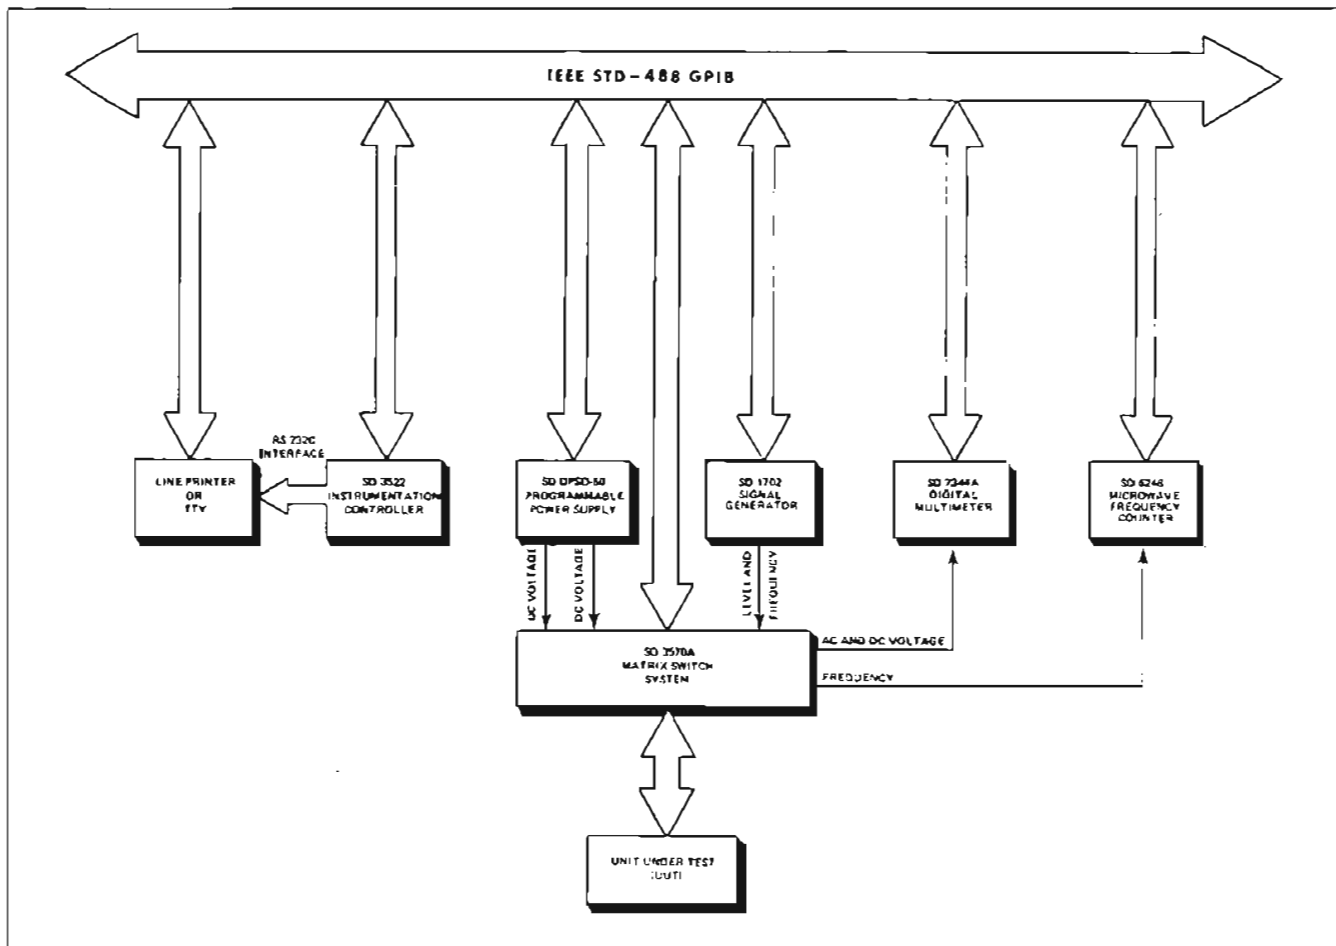 IEEE STD-488 GPIB
RS 232C
INTERFACE
LINE PRINTER
OR
TTY
SD 3522
INSTRUMENTATION
CONTROLLER
SD DPSD-50
PROGRAMMABLE
POWER SUPPLY
SD 1702
SIGNAL
GENERATOR
SD 7344A
DIGITAL
MULTIMETER
SD 6246
MICROWAVE
FREQUENCY
COUNTER
DC VOLTAGE
DC VOLTAGE
LEVEL AND
FREQUENCY
SD 3570A
MATRIX SWITCH
SYSTEM
AC AND DC VOLTAGE
FREQUENCY
UNIT UNDER TEST
(UUT)